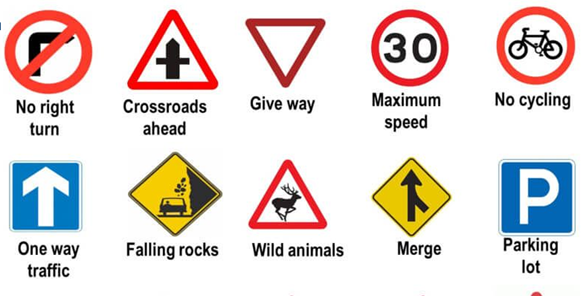 30
No right
turn
Crossroads
ahead
Give way
Maximum
speed
No cycling
P
One way
traffic
Falling rocks
Wild animals
Merge
Parking
lot